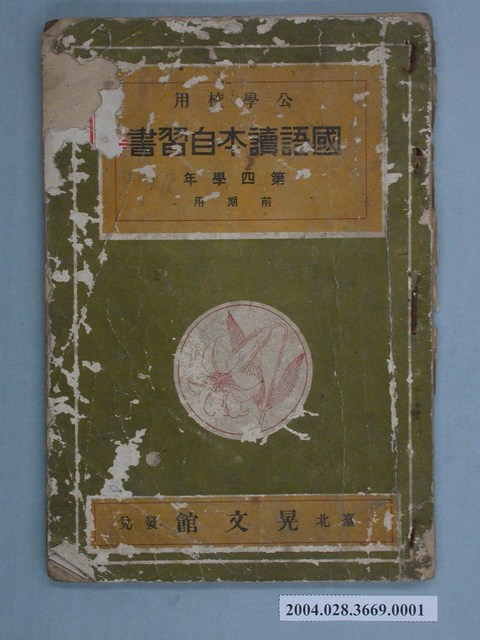 公學校用
國語讀本自習書
第四學年
前期用
臺北 晃文館 發兌
2004.028.3669.0001